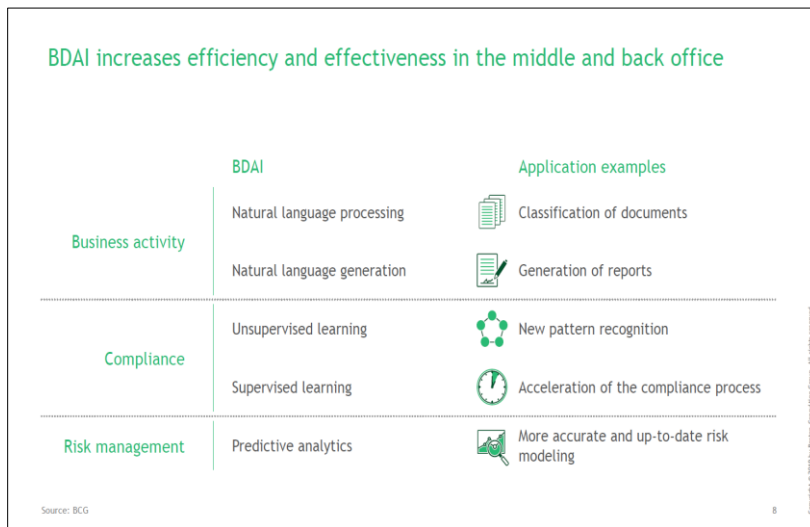 BDAI increases efficiency and effectiveness in the middle and back office
BDAI
Application examples
Business activity
Natural language processing
Classification of documents
Natural language generation
Generation of reports
Compliance
Unsupervised learning
New pattern recognition
Supervised learning
Acceleration of the compliance process
Risk management
Predictive analytics
More accurate and up-to-date risk
modeling
Source: BCG
8